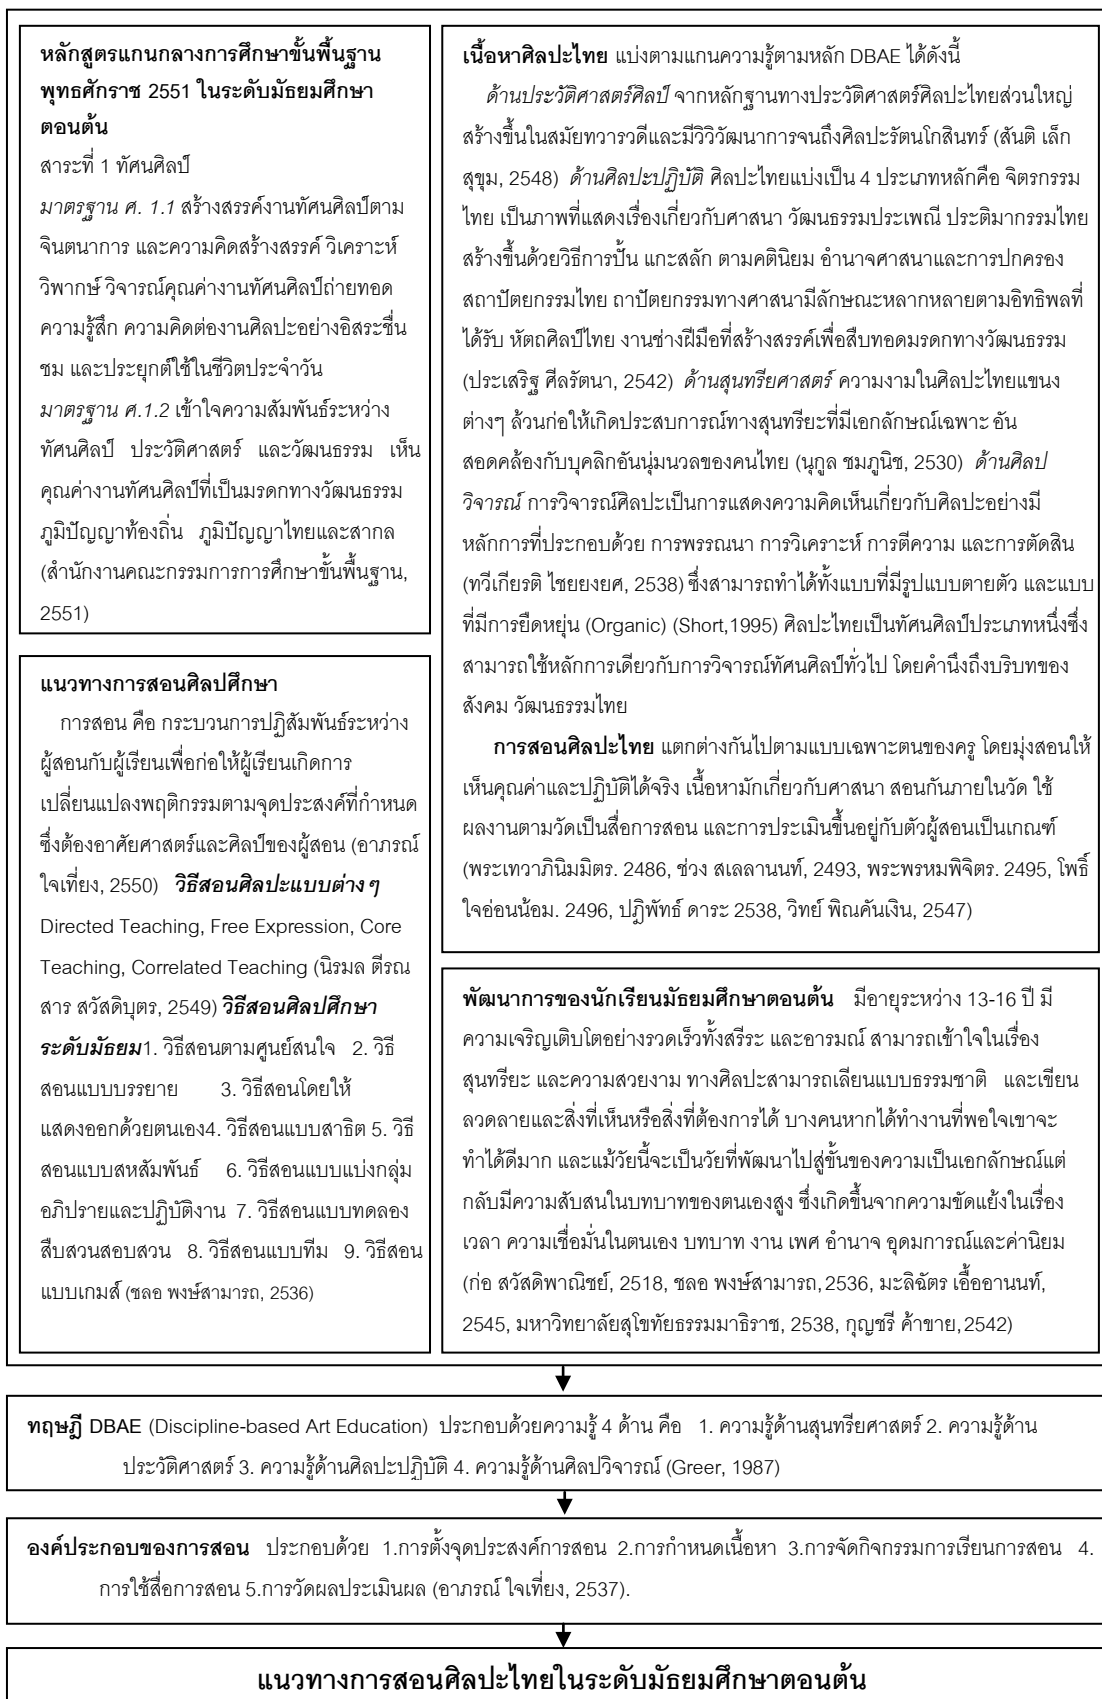 หลักสูตรแกนกลางการศึกษาขั้นพื้นฐาน
พุทธศักราช 2551 ในระดับมัธยมศึกษา
ตอนต้น
สาระที่ 1 ทัศนศิลป์
มาตรฐาน ศ. 1.1 สร้างสรรค์งานทัศนศิลป์ตาม
จินตนาการ และความคิดสร้างสรรค์ วิเคราะห์
วิพากษ์ วิจารณ์คุณค่างานทัศนศิลป์ถ่ายทอด
ความรู้สึก ความคิดต่องานศิลปะอย่างอิสระชื่น
ชม และประยุกต์ใช้ในชีวิตประจำวัน
มาตรฐาน ศ.1.2 เข้าใจความสัมพันธ์ระหว่าง
ทัศนศิลป์ ประวัติศาสตร์ และวัฒนธรรม เห็น
คุณค่างานทัศนศิลป์ที่เป็นมรดกทางวัฒนธรรม
ภูมิปัญญาท้องถิ่น ภูมิปัญญาไทยและสากล
(สำนักงานคณะกรรมการการศึกษาขั้นพื้นฐาน,
2551)
แนวทางการสอนศิลปศึกษา
การสอน คือ กระบวนการปฏิสัมพันธ์ระหว่าง
ผู้สอนกับผู้เรียนเพื่อก่อให้ผู้เรียนเกิดการ
เปลี่ยนแปลงพฤติกรรมตามจุดประสงค์ที่กำหนด
ซึ่งต้องอาศัยศาสตร์และศิลป์ของผู้สอน (อาภรณ์
ใจเที่ยง, 2550) วิธีสอนศิลปะแบบต่างๆ
Directed Teaching, Free Expression, Core
Teaching, Correlated Teaching (นิรมล ตีรณ
สาร สวัสดิบุตร, 2549) วิธีสอนศิลปศึกษา
ระดับมัธยม1. วิธีสอนตามศูนย์สนใจ 2. วิธี
สอนแบบบรรยาย 3. วิธีสอนโดยให้
แสดงออกด้วยตนเอง4. วิธีสอนแบบสาธิต 5. วิธี
สอนแบบสหสัมพันธ์ 6. วิธีสอนแบบแบ่งกลุ่ม
อภิปรายและปฏิบัติงาน 7. วิธีสอนแบบทดลอง
สืบสวนสอบสวน 8. วิธีสอนแบบทีม 9. วิธีสอน
แบบเกมส์ (ชลอ พงษ์สามารถ, 2536)
เนื้อหาศิลปะไทย แบ่งตามแกนความรู้ตามหลัก DBAE ได้ดังนี้
ด้านประวัติศาสตร์ศิลป์ จากหลักฐานทางประวัติศาสตร์ศิลปะไทยส่วนใหญ่
สร้างขึ้นในสมัยทวารวดีและมีวิวิวัฒนาการจนถึงศิลปะรัตนโกสินทร์ (สันติ เล็ก
สุขุม, 2548) ด้านศิลปะปฏิบัติ ศิลปะไทยแบ่งเป็น 4 ประเภทหลักคือ จิตรกรรม
ไทย เป็นภาพที่แสดงเรื่องเกี่ยวกับศาสนา วัฒนธรรมประเพณี ประติมากรรมไทย
สร้างขึ้นด้วยวิธีการปั้น แกะสลัก ตามคตินิยม อำนาจศาสนาและการปกครอง
สถาปัตยกรรมไทย ถาปัตยกรรมทางศาสนามีลักษณะหลากหลายตามอิทธิพลที่
ได้รับ หัตถศิลป์ไทย งานช่างฝีมือที่สร้างสรรค์เพื่อสืบทอดมรดกทางวัฒนธรรม
(ประเสริฐ ศีลรัตนา, 2542) ด้านสุนทรียศาสตร์ ความงามในศิลปะไทยแขนง
ต่างๆ ล้วนก่อให้เกิดประสบการณ์ทางสุนทรียะที่มีเอกลักษณ์เฉพาะ อัน
สอดคล้องกับบุคลิกอันนุ่มนวลของคนไทย (นุกูล ชมภูนิช, 2530) ด้านศิลป
วิจารณ์ การวิจารณ์ศิลปะเป็นการแสดงความคิดเห็นเกี่ยวกับศิลปะอย่างมี
หลักการที่ประกอบด้วย การพรรณนา การวิเคราะห์ การตีความ และการตัดสิน
(ทวีเกียรติ ไชยยงยศ, 2538) ซึ่งสามารถทำได้ทั้งแบบที่มีรูปแบบตายตัว และแบบ
ที่มีการยืดหยุ่น (Organic) (Short,1995) ศิลปะไทยเป็นทัศนศิลป์ประเภทหนึ่งซึ่ง
สามารถใช้หลักการเดียวกับการวิจารณ์ทัศนศิลป์ทั่วไป โดยคำนึงถึงบริบทของ
สังคม วัฒนธรรมไทย
การสอนศิลปะไทย แตกต่างกันไปตามแบบเฉพาะตนของครู โดยมุ่งสอนให้
เห็นคุณค่าและปฏิบัติได้จริง เนื้อหามักเกี่ยวกับศาสนา สอนกันภายในวัด ใช้
ผลงานตามวัดเป็นสื่อการสอน และการประเมินขึ้นอยู่กับตัวผู้สอนเป็นเกณฑ์
(พระเทวาภินิมมิตร. 2486, ช่วง สเลลานนท์, 2493, พระพรหมพิจิตร. 2495, โพธิ์
ใจอ่อนน้อม. 2496, ปฏิพัทธ์ ดาระ 2538, วิทย์ พิณคันเงิน, 2547)
พัฒนาการของนักเรียนมัธยมศึกษาตอนต้น มีอายุระหว่าง 13-16 ปี มี
ความเจริญเติบโตอย่างรวดเร็วทั้งสรีระ และอารมณ์ สามารถเข้าใจในเรื่อง
สุนทรียะ และความสวยงาม ทางศิลปะสามารถเลียนแบบธรรมชาติ และเขียน
ลวดลายและสิ่งที่เห็นหรือสิ่งที่ต้องการได้ บางคนหากได้ทำงานที่พอใจเขาจะ
ทำได้ดีมาก และแม้วัยนี้จะเป็นวัยที่พัฒนาไปสู่ขั้นของความเป็นเอกลักษณ์แต่
กลับมีความสับสนในบทบาทของตนเองสูง ซึ่งเกิดขึ้นจากความขัดแย้งในเรื่อง
เวลา ความเชื่อมั่นในตนเอง บทบาท งาน เพศ อำนาจ อุดมการณ์และค่านิยม
(ก่อ สวัสดิพาณิชย์, 2518, ชลอ พงษ์สามารถ,2536, มะลิฉัตร เอื้ออานนท์,
2545, มหาวิทยาลัยสุโขทัยธรรมมาธิราช, 2538, กุญชรี ค้าขาย,2542)
ทฤษฎี DBAE (Discipline-based Art Education) ประกอบด้วยความรู้ 4 ด้าน คือ 1. ความรู้ด้านสุนทรียศาสตร์ 2. ความรู้ด้าน
ประวัติศาสตร์ 3. ความรู้ด้านศิลปะปฏิบัติ 4. ความรู้ด้านศิลปวิจารณ์ (Greer, 1987)
องค์ประกอบของการสอน ประกอบด้วย 1.การตั้งจุดประสงค์การสอน 2.การกำหนดเนื้อหา 3.การจัดกิจกรรมการเรียนการสอน 4.
การใช้สื่อการสอน 5.การวัดผลประเมินผล (อาภรณ์ ใจเที่ยง, 2537).
แนวทางการสอนศิลปะไทยในระดับมัธยมศึกษาตอนต้น